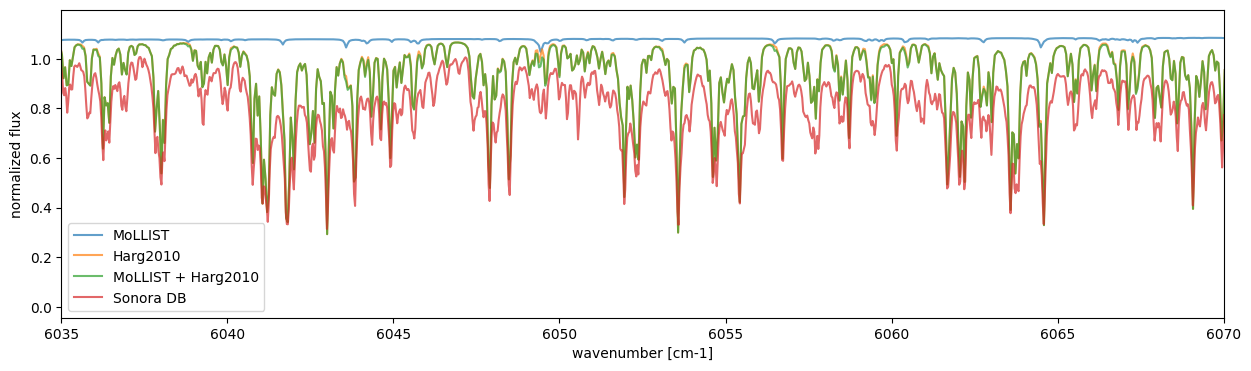 normalized flux
1.0
0.8
0.6
0.4
0.2
0.0
MoLLIST
Harg2010
MoLLIST + Harg2010
Sonora DB
6035 6040 6045 6050 6055 6060 6065 6070
wavenumber [cm-1]